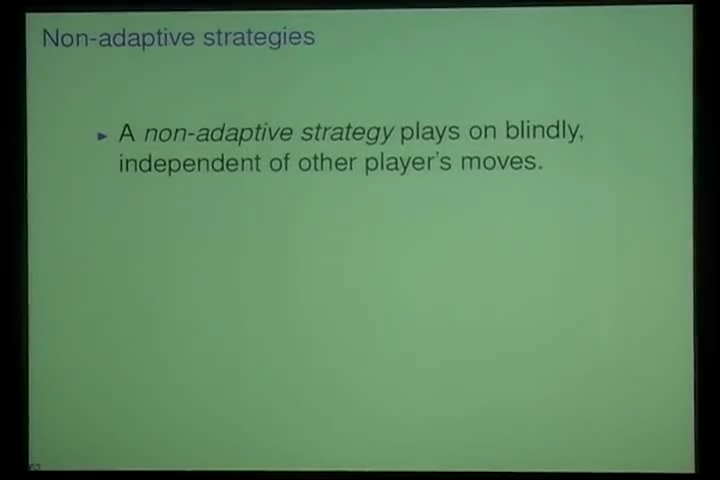 Non-adaptive strategies
A non-adaptive strategy plays on blindly,
independent of other player's moves.